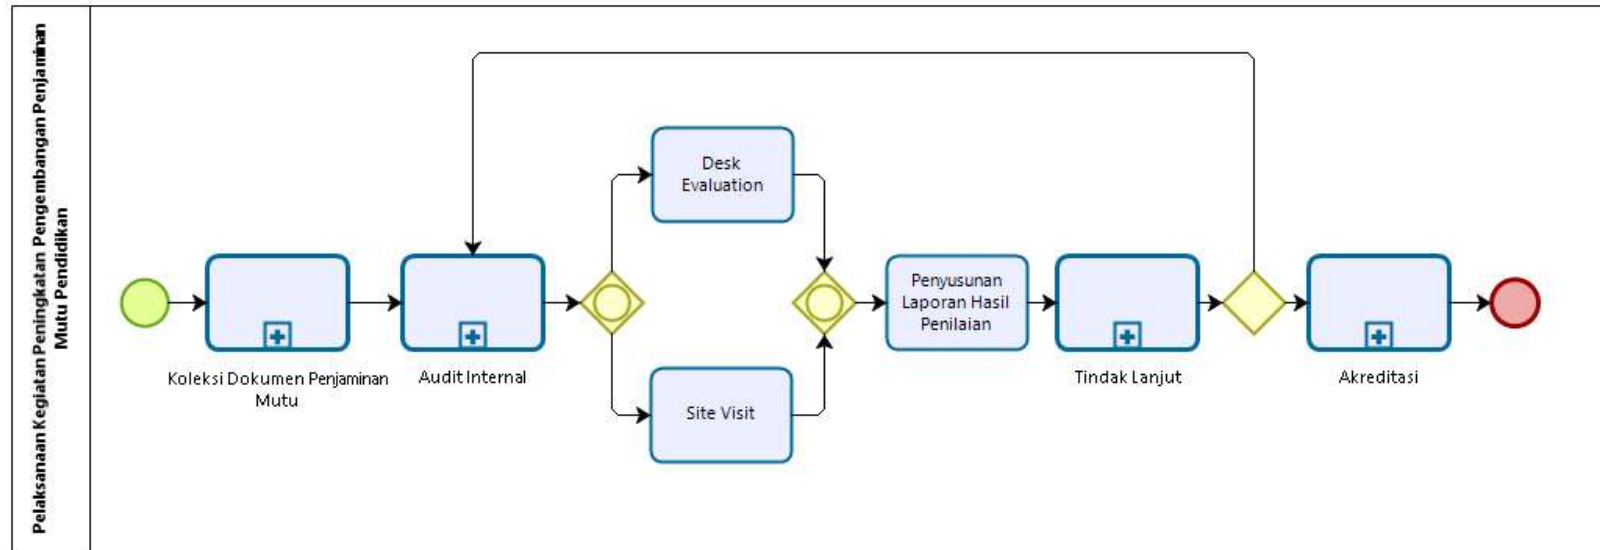 Pelaksanaan Kegiatan Peningkatan Pengembangan Penjaminan
Mutu Pendidikan
Koleksi Dokumen Penjaminan
Mutu
Audit Internal
Desk
Evaluation
Site Visit
Penyusunan
Laporan Hasil
Penilaian
Tindak Lanjut
Akreditasi